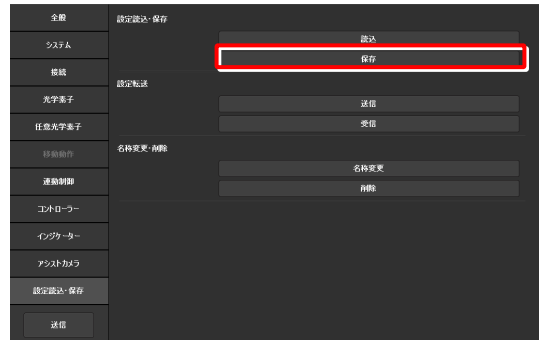 全般
システム
接続
光学素子
任意光学素子
移動動作
連動制御
コントローラー
インジケーター
アシストカメラ
設定読込・保存
送信
設定読込・保存
読込
保存
設定転送
送信
受信
名称変更・削除
名称変更
削除